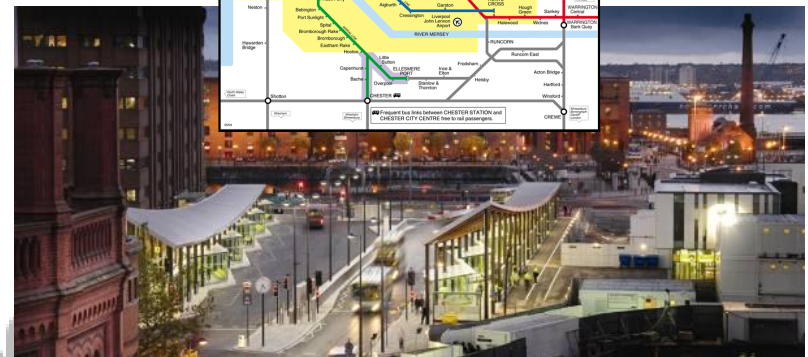 Garston
CROSS
WARRINGTON
Central
Neston
Bebington
Aigburth
Cressington
Liverpool
John Lennon
Airport
Hough
Green
Sankey
Port Sunlight
Halewood
Widnes
WARRINGTON
Bank Quay
Spital
Bromborough Rake
RIVER MERSEY
Hawarden
Bridge
Bromborough
Eastham Rake
Hooton
RUNCORN
Runcorn East
Little
Sutton
Capenhurst
ELLESMERE
PORT
Ince &
Elton
Frodsham
Acton Bridge
Bache
Overpool
Stanlow &
Thornton
Helsby
Hartford
Shotton
CHESTER
Winsford
Frequent bus links between CHESTER STATION and
CHESTER CITY CENTRE free to rail passengers.
CREWE